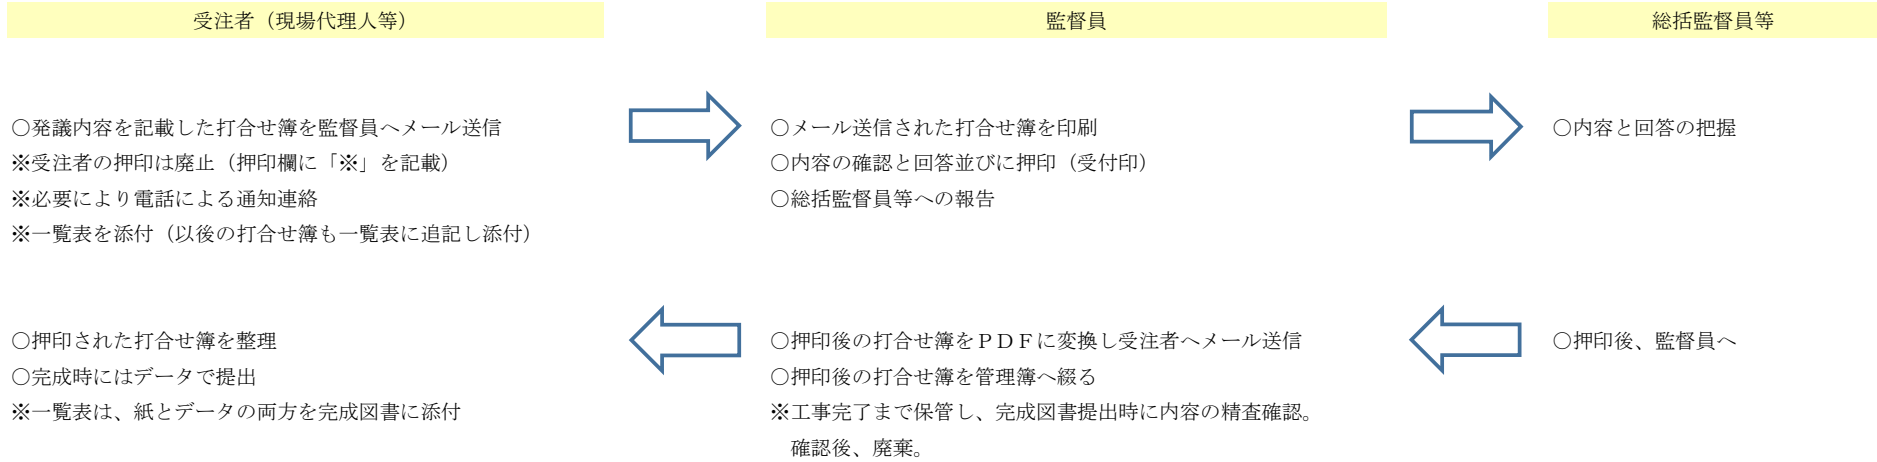 受注者（現場代理人等）
監督員
総括監督員等
○発議内容を記載した打合せ簿を監督員へメール送信
※受注者の押印は廃止（押印欄に「※」を記載）
※必要により電話による通知連絡
※一覧表を添付（以後の打合せ簿も一覧表に追記し添付）
○メール送信された打合せ簿を印刷
○内容の確認と回答並びに押印（受付印）
○総括監督員等への報告
○内容と回答の把握
○押印された打合せ簿を整理
○完成時にはデータで提出
※一覧表は、紙とデータの両方を完成図書に添付
○押印後の打合せ簿をＰＤＦに変換し受注者へメール送信
○押印後の打合せ簿を管理簿へ綴る
※工事完了まで保管し、完成図書提出時に内容の精査確認。
確認後、廃棄。
○押印後、監督員へ